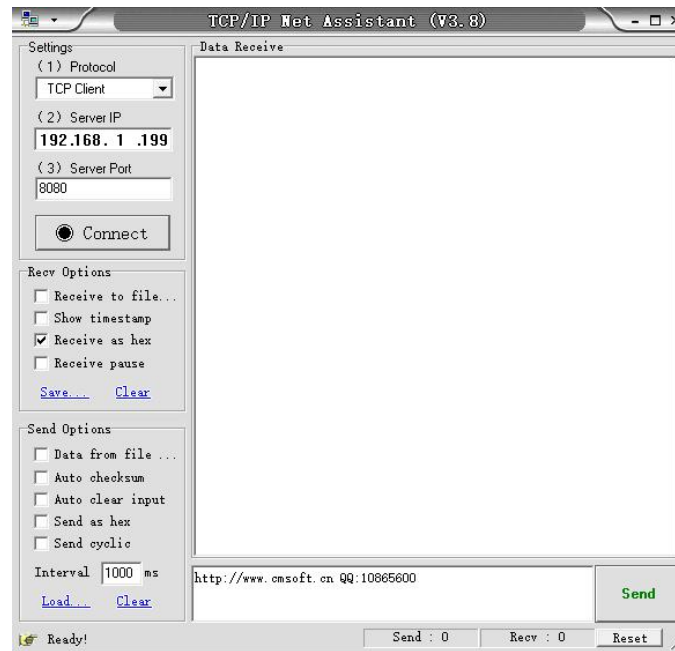 TCP/IP Net Assistant (V3.8)
Settings
(1) Protocol
TCP Client
(2) Server IP
192.168. 1 .199
(3) Server Port
8080
Connect
Recv Options
Receive to file...
Show timestamp
Receive as hex
Receive pause
Save... Clear
Send Options
Data from file ...
Auto checksum
Auto clear input
Send as hex
Send cyclic
Interval 1000 ms
Load... Clear
Data Receive
http://www.cmsoft.cn QQ:10865600
Send
Ready!
Send : 0
Recv : 0
Reset